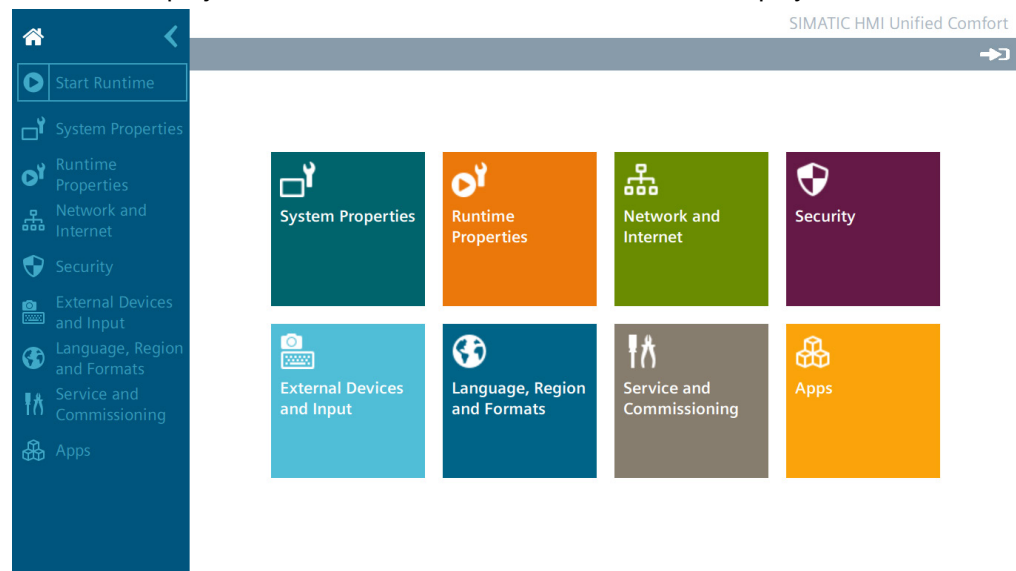 SIMATIC HMI Unified Comfort
Start Runtime
System Properties
Runtime
Properties
Network and
Internet
Security
External Devices
and Input
Language, Region
and Formats
Service and
Commissioning
Apps
System Properties
Runtime
Properties
Network and
Internet
Security
External Devices
and Input
Language, Region
and Formats
Service and
Commissioning
Apps